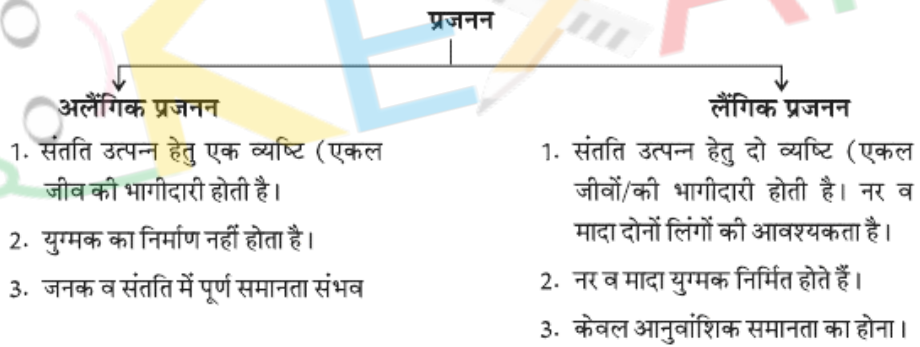 प्रजनन
अलैंगिक प्रजनन
1. संतति उत्पन्न हेतु एक व्यष्टि (एकल
जीव की भागीदारी होती है।
2. युग्मक का निर्माण नहीं होता है।
3. जनक व संतति में पूर्ण समानता संभव
लैंगिक प्रजनन
1. संतति उत्पन्न हेतु दो व्यष्टि (एकल
जीवों/की भागीदारी होती है। नर व
मादा दोनों लिंगों की आवश्यकता है।
2. नर व मादा युग्मक निर्मित होते हैं।
3. केवल आनुवांशिक समानता का होना।